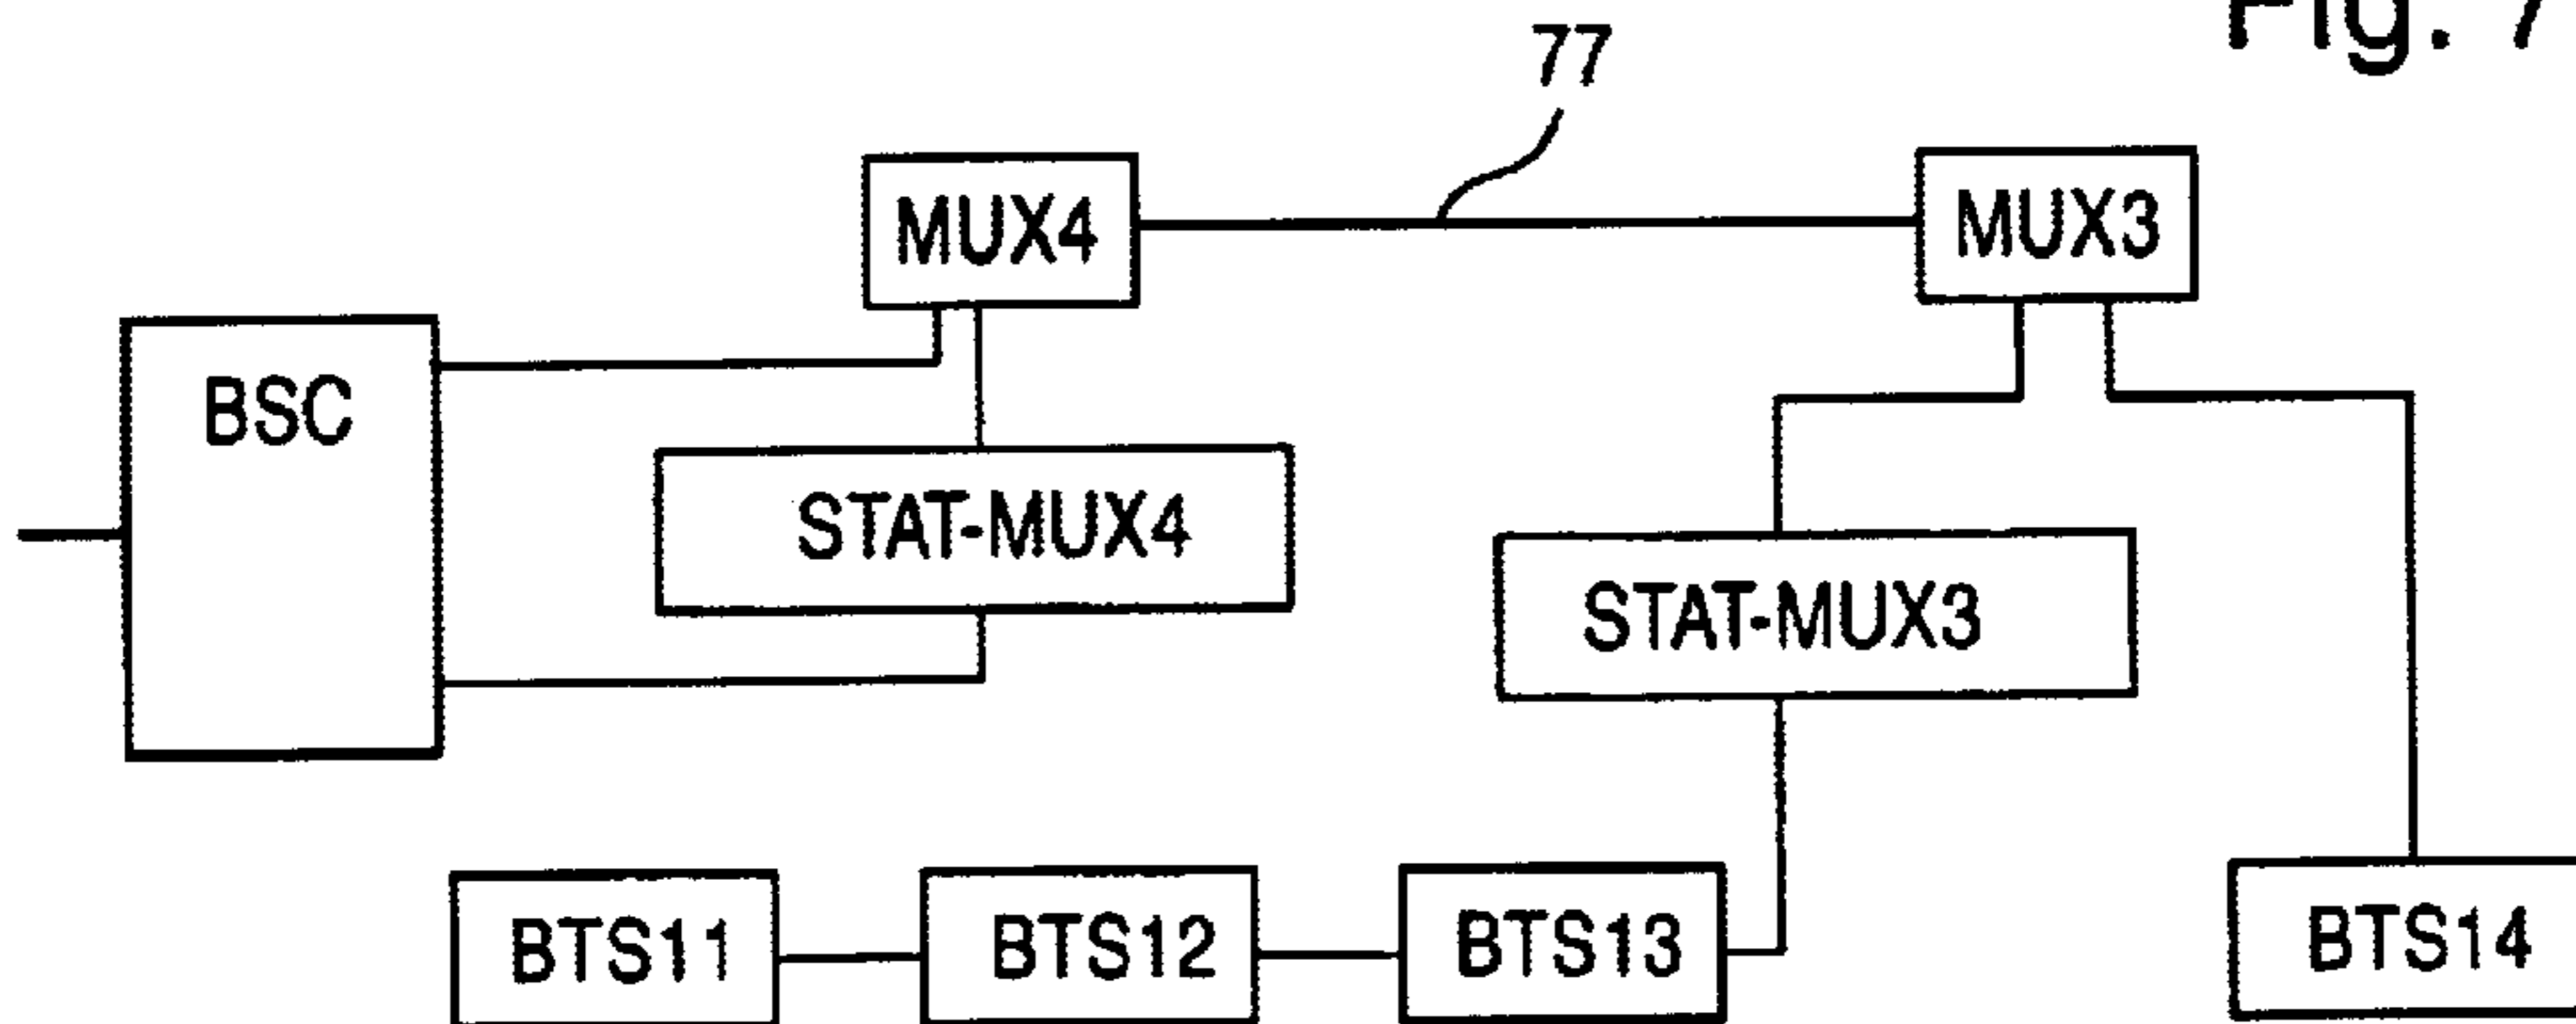 Fig. 7
77
MUX4
MUX3
BSC
STAT-MUX4
STAT-MUX3
BTS11
BTS12
BTS13
BTS14